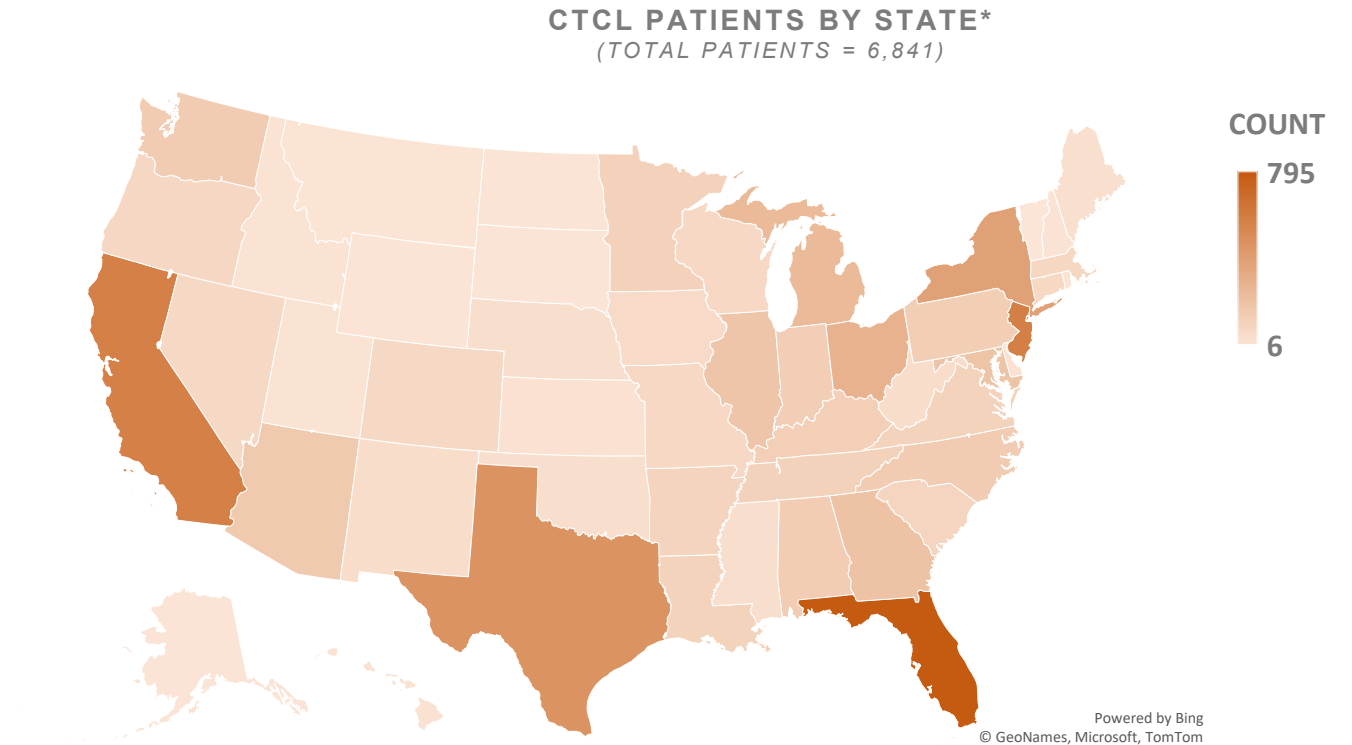 CTCL PATIENTS BY STATE*
(TOTAL PATIENTS = 6,841)
COUNT
795
6
Powered by Bing
© GeoNames, Microsoft, TomTom